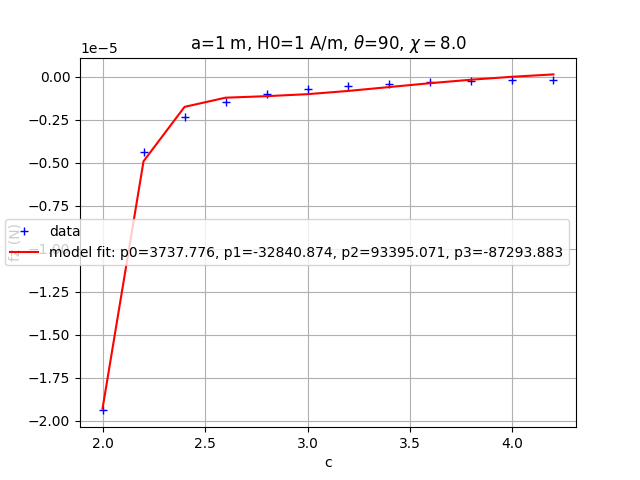 a=1 m, H0=1 A/m, θ=90, χ = 8.0
1e−5
0.00
−0.25
−0.50
−0.75
−1.00
−1.25
−1.50
−1.75
−2.00
data
model fit: p0=3737.776, p1=-32840.874, p2=93395.071, p3=-87293.883
2.0 2.5 3.0 3.5 4.0
c